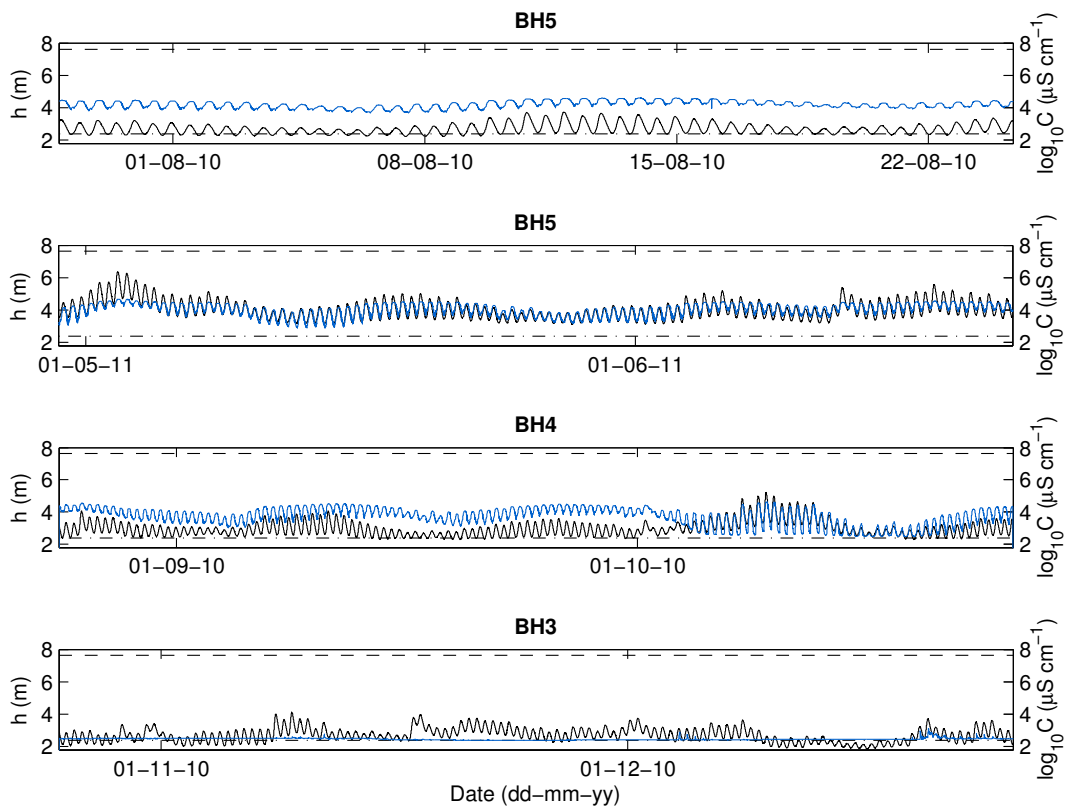 BH5
8
6
4
2
h (m)
8
6
4
2
log10C (μS cm−1)
01−08−10 08−08−10 15−08−10 22−08−10
BH5
8
6
4
2
h (m)
8
6
4
2
log10C (μS cm−1)
01−05−11 01−06−11
BH4
8
6
4
2
h (m)
8
6
4
2
log10C (μS cm−1)
01−09−10 01−10−10
BH3
8
6
4
2
h (m)
8
6
4
2
log10C (μS cm−1)
01−11−10 01−12−10
Date (dd−mm−yy)